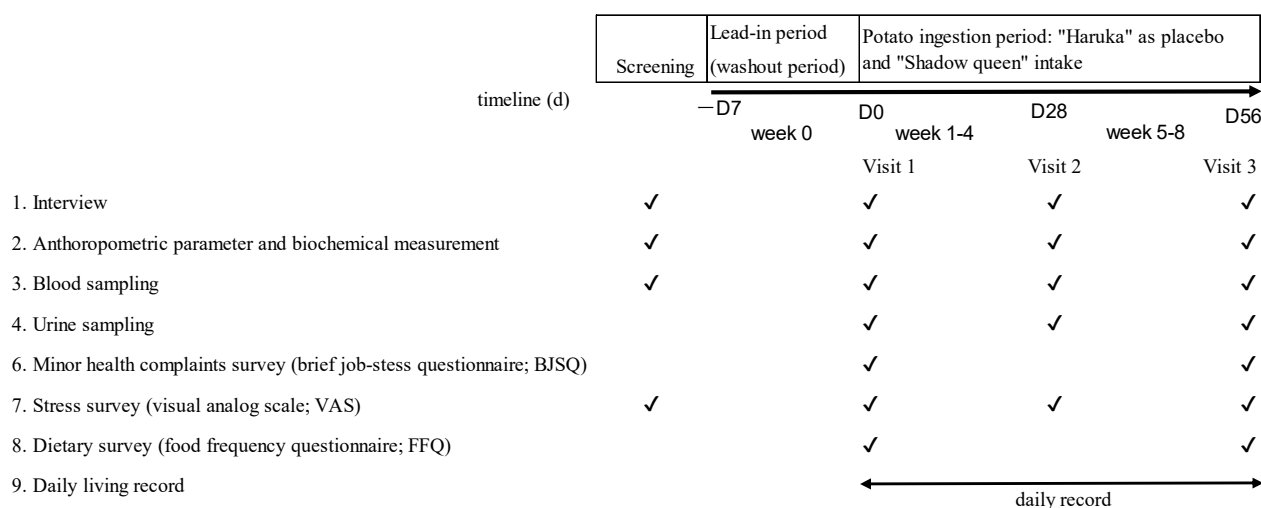 Screening
Lead-in period
(washout period)
Potato ingestion period: "Haruka" as placebo
and "Shadow queen" intake
timeline (d)
－D7
D0
D28
D56
week 0
week 1-4
week 5-8
Visit 1
Visit 2
Visit 3
1. Interview ✓ ✓ ✓ ✓
2. Anthoropometric parameter and biochemical measurement ✓ ✓ ✓ ✓
3. Blood sampling ✓ ✓ ✓ ✓
4. Urine sampling ✓ ✓ ✓
6. Minor health complaints survey (brief job-stess questionnaire; BJSQ) ✓ ✓
7. Stress survey (visual analog scale; VAS) ✓ ✓ ✓ ✓
8. Dietary survey (food frequency questionnaire; FFQ) ✓ ✓
9. Daily living record
daily record